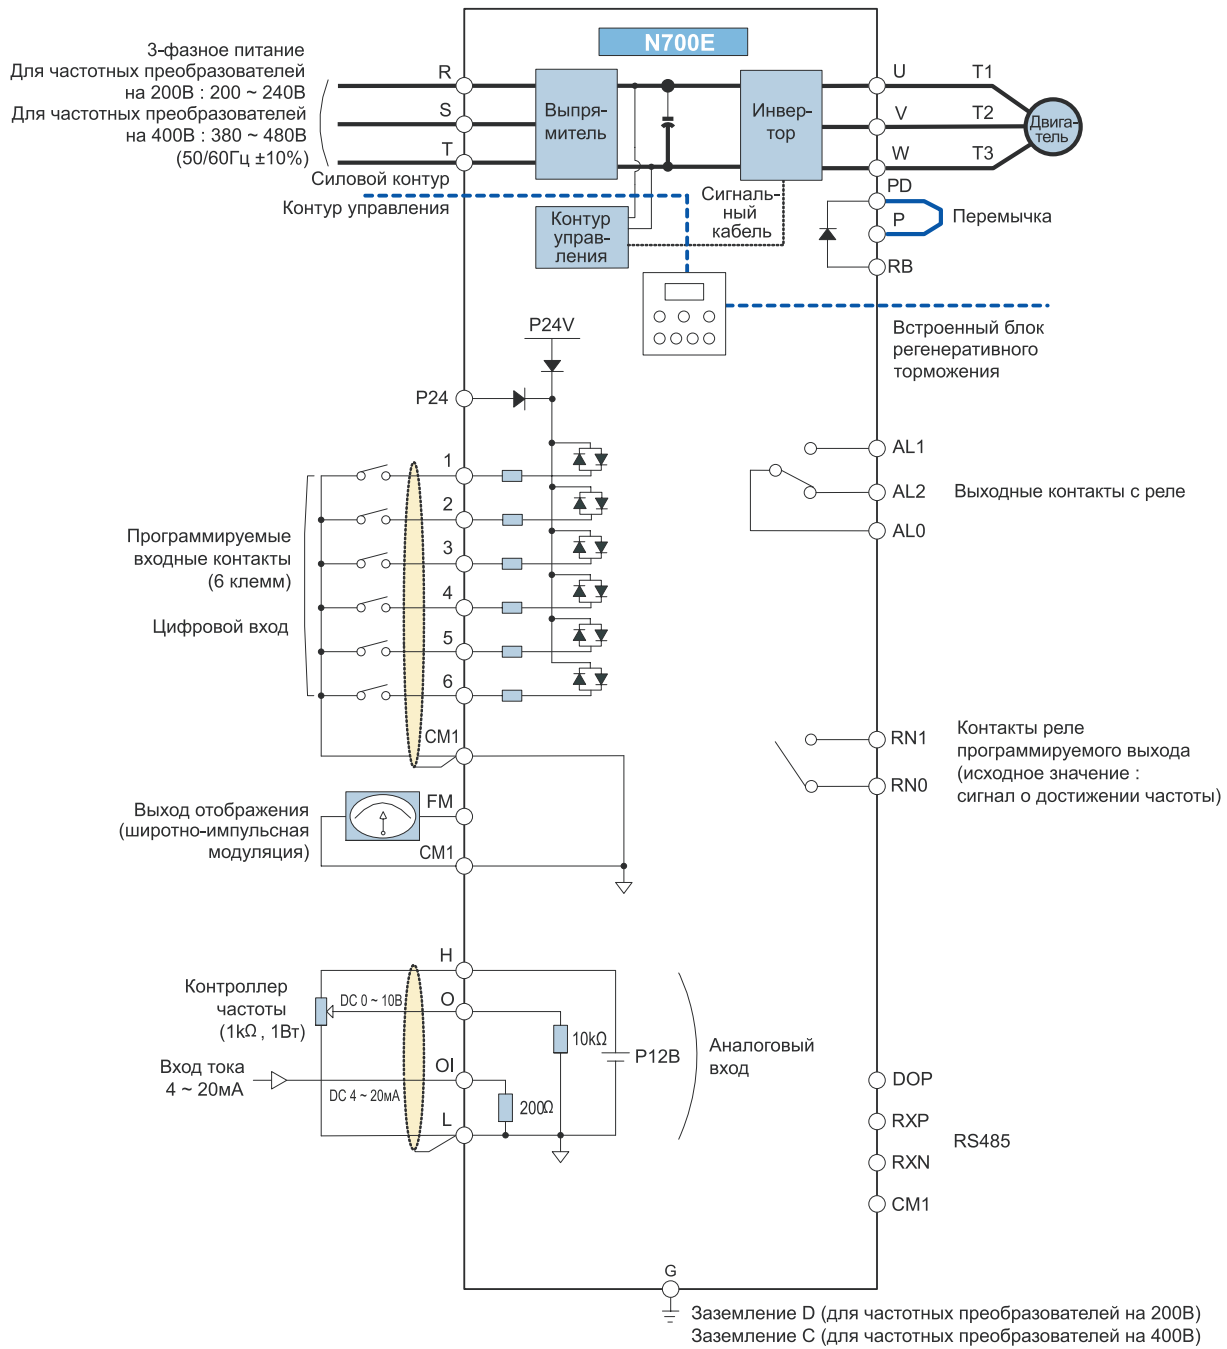 N700E
3-фазное питание
Для частотных преобразователей
на 200В : 200 ~ 240В
Для частотных преобразователей
на 400В : 380 ~ 480В
(50/60Гц ±10%)
R
S
T
Выпря-
митель
Инвер-
тор
U
V
W
T1
T2
T3
Двига-
тель
Силовой контур
Контур управления
Контур
управ-
ления
Сигналь-
ный
кабель
PD
P
RB
Перемычка
Встроенный блок
регенеративного
торможения
P24V
P24
1
2
3
4
5
6
CM1
Программируемые
входные контакты
(6 клемм)
Цифровой вход
AL1
AL2
AL0
Выходные контакты с реле
RN1
RN0
Контакты реле
программируемого выхода
(исходное значение :
сигнал о достижении частоты)
Выход отображения
(широтно-импульсная
модуляция)
FM
CM1
H
O
OI
L
Контроллер
частоты
(1kΩ , 1Вт)
DC 0 ~ 10В
Вход тока
4 ~ 20мА
DC 4 ~ 20мА
10kΩ
200Ω
P12B
Аналоговый
вход
DOP
RXP
RXN
CM1
RS485
G
Заземление D (для частотных преобразователей на 200В)
Заземление C (для частотных преобразователей на 400В)